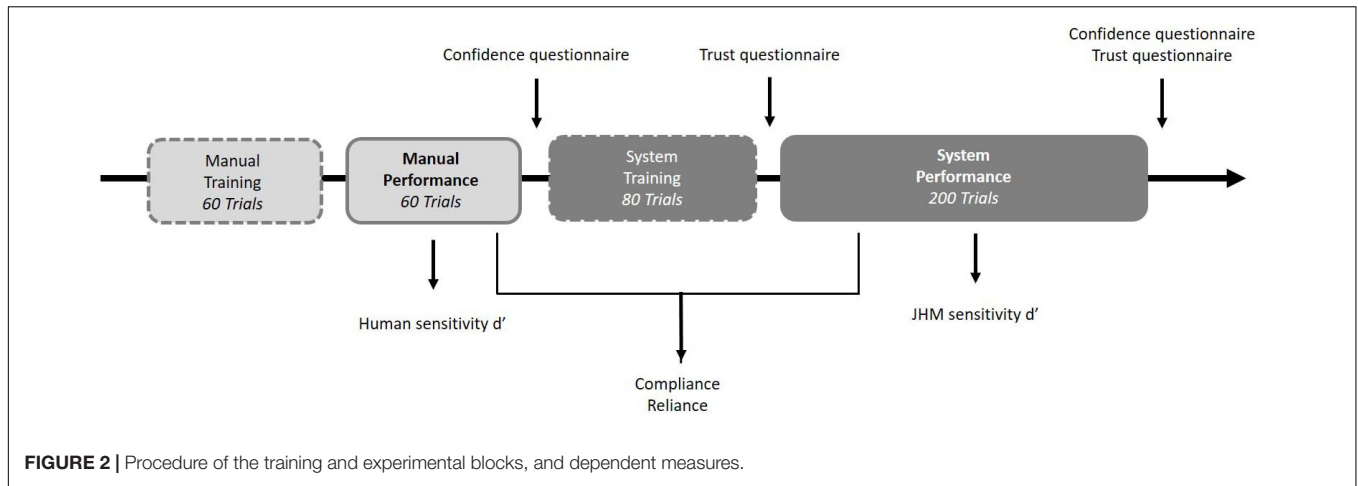 Confidence questionnaire
Trust questionnaire
Confidence questionnaire
Trust questionnaire
Manual
Training
60 Trials
Manual
Performance
60 Trials
System
Training
80 Trials
System
Performance
200 Trials
Human sensitivity d'
JHM sensitivity d'
Compliance
Reliance
FIGURE 2 | Procedure of the training and experimental blocks, and dependent measures.